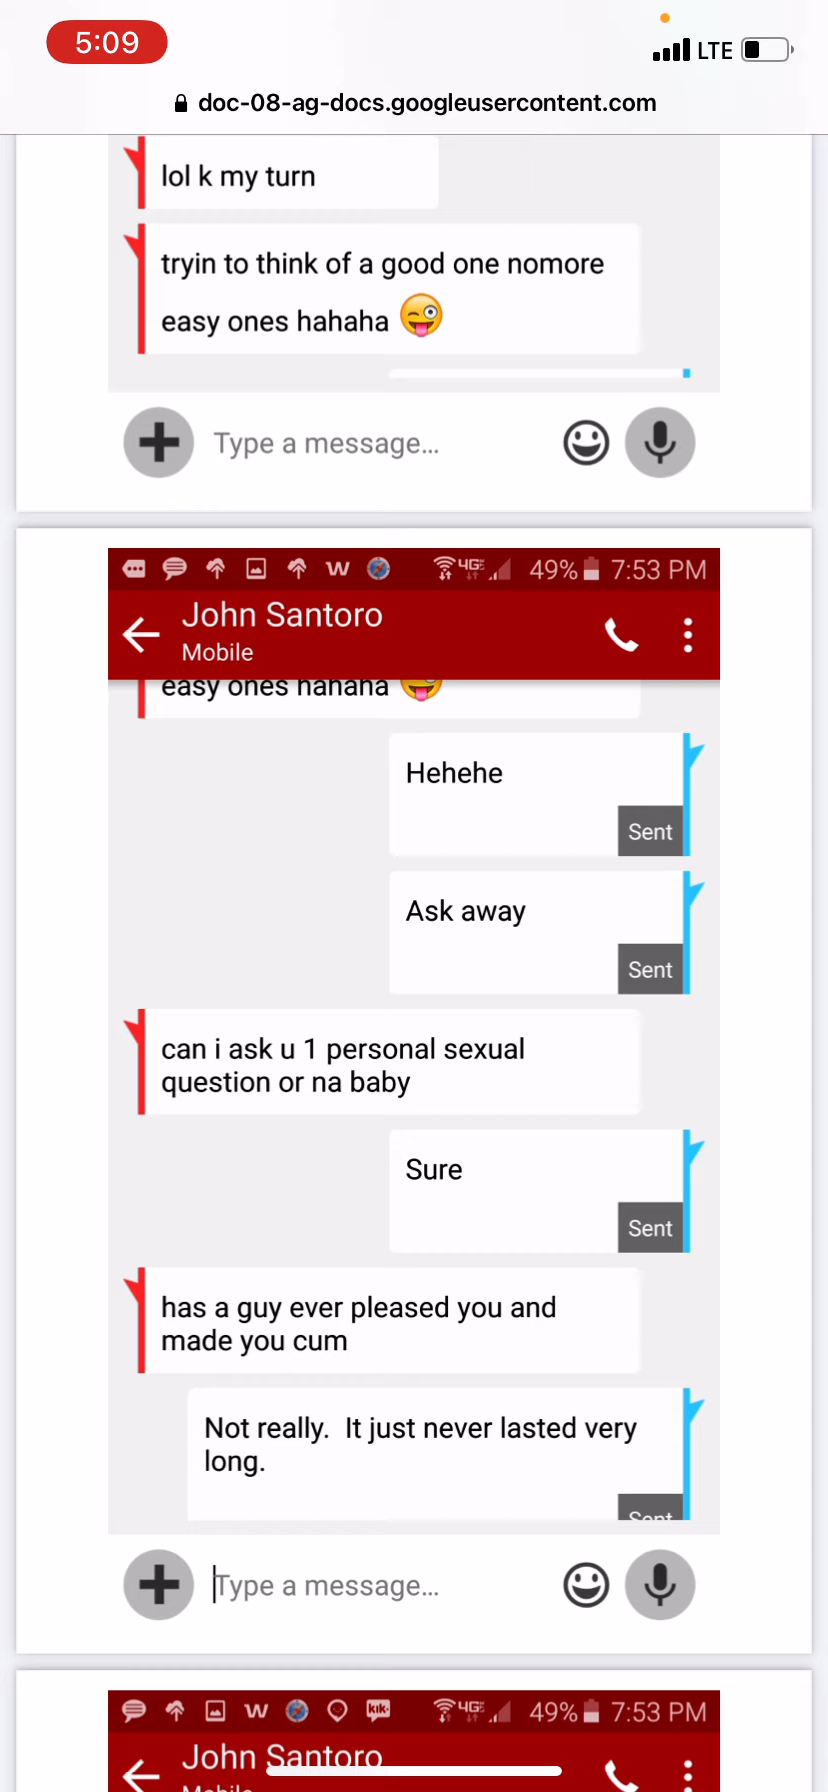 5:09
LTE
doc-08-ag-docs.googleusercontent.com
lol k my turn
tryin to think of a good one nomore
easy ones hahaha 😜
Type a message...
W
4G
49%
7:53 PM
John Santoro
Mobile
easy ones hahaha
Hehehe
Sent
Ask away
Sent
can i ask u 1 personal sexual
question or na baby
Sure
Sent
has a guy ever pleased you and
made you cum
Not really.  It just never lasted very
long.
Sent
Type a message...
W
kik
4G
49%
7:53 PM
John Santoro
Mobile